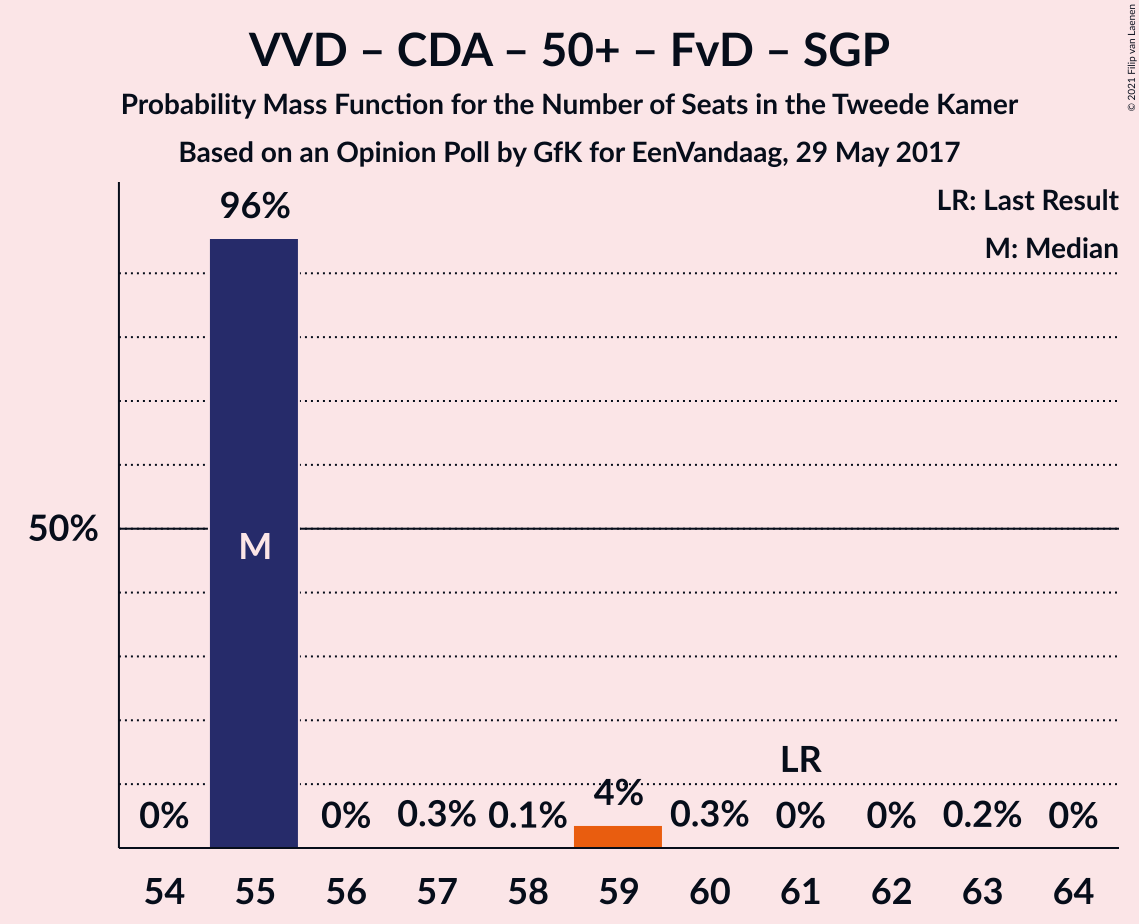 VVD – CDA – 50+ – FvD – SGP
Probability Mass Function for the Number of Seats in the Tweede Kamer
Based on an Opinion Poll by GfK for EenVandaag, 29 May 2017
© 2021 Filip van Laenen
LR: Last Result
M: Median
96%
50%
M
LR
0% 0% 0.3% 0.1% 4% 0.3% 0% 0% 0.2% 0%
54 55 56 57 58 59 60 61 62 63 64